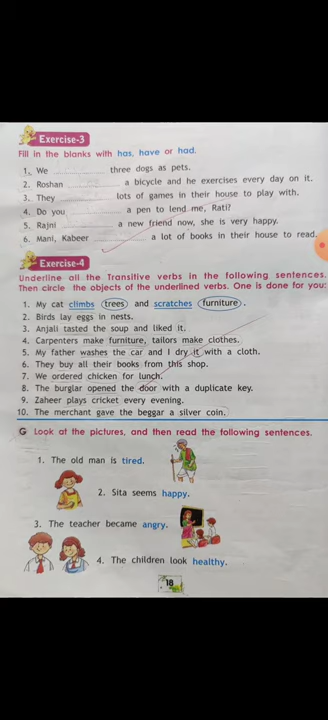 Exercise-3
Fill in the blanks with has, have or had.
1. We ............ three dogs as pets.
2. Roshan ............ a bicycle and he exercises every day on it.
3. They ............ lots of games in their house to play with.
4. Do you ............ a pen to lend me, Rati?
5. Rajni ............ a new friend now, she is very happy.
6. Mani, Kabeer ............ a lot of books in their house to read.
Exercise-4
Underline all the Transitive verbs in the following sentences.
Then circle the objects of the underlined verbs. One is done for you:
1. My cat climbs (trees) and scratches (furniture).
2. Birds lay eggs in nests.
3. Anjali tasted the soup and liked it.
4. Carpenters make furniture, tailors make clothes.
5. My father washes the car and I dry it with a cloth.
6. They buy all their books from this shop.
7. We ordered chicken for lunch.
8. The burglar opened the door with a duplicate key.
9. Zaheer plays cricket every evening.
10. The merchant gave the beggar a silver coin.
G Look at the pictures, and then read the following sentences.
1. The old man is tired.
2. Sita seems happy.
3. The teacher became angry.
4. The children look healthy.
18